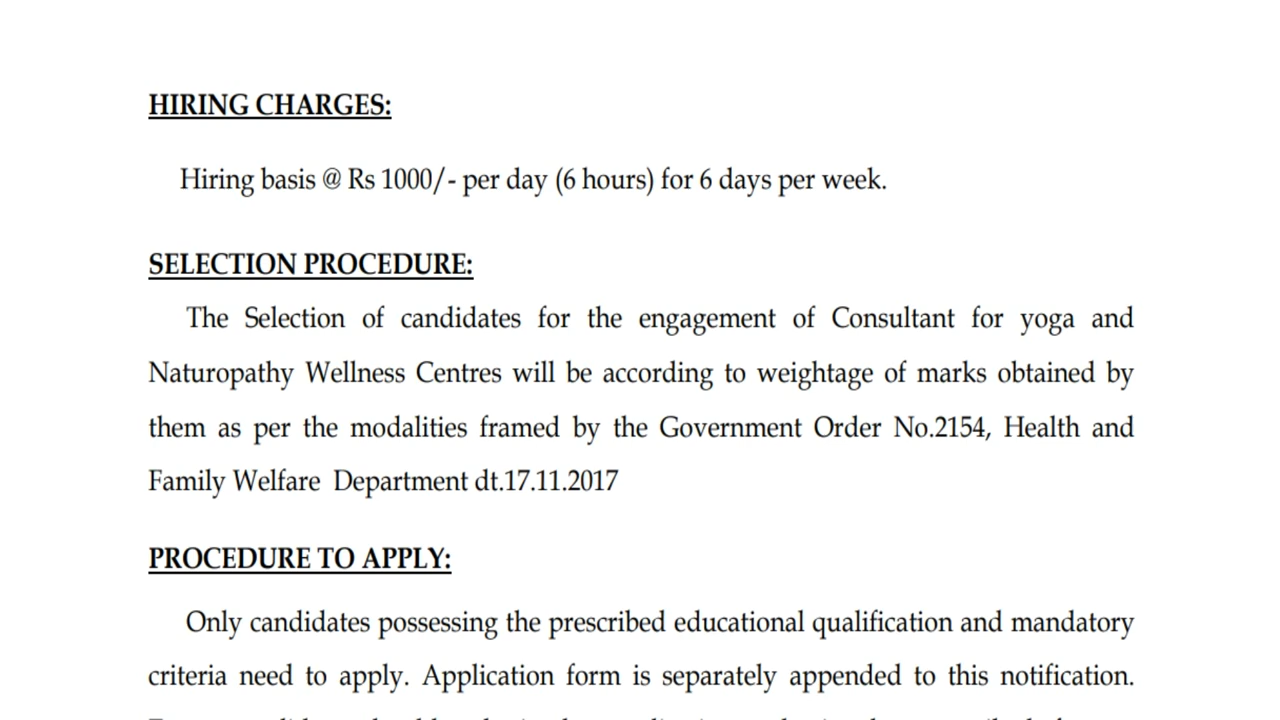 HIRING CHARGES:
Hiring basis @ Rs 1000/- per day (6 hours) for 6 days per week.
SELECTION PROCEDURE:
The Selection of candidates for the engagement of Consultant for yoga and
Naturopathy Wellness Centres will be according to weightage of marks obtained by
them as per the modalities framed by the Government Order No.2154, Health and
Family Welfare Department dt.17.11.2017
PROCEDURE TO APPLY:
Only candidates possessing the prescribed educational qualification and mandatory
criteria need to apply. Application form is separately appended to this notification.